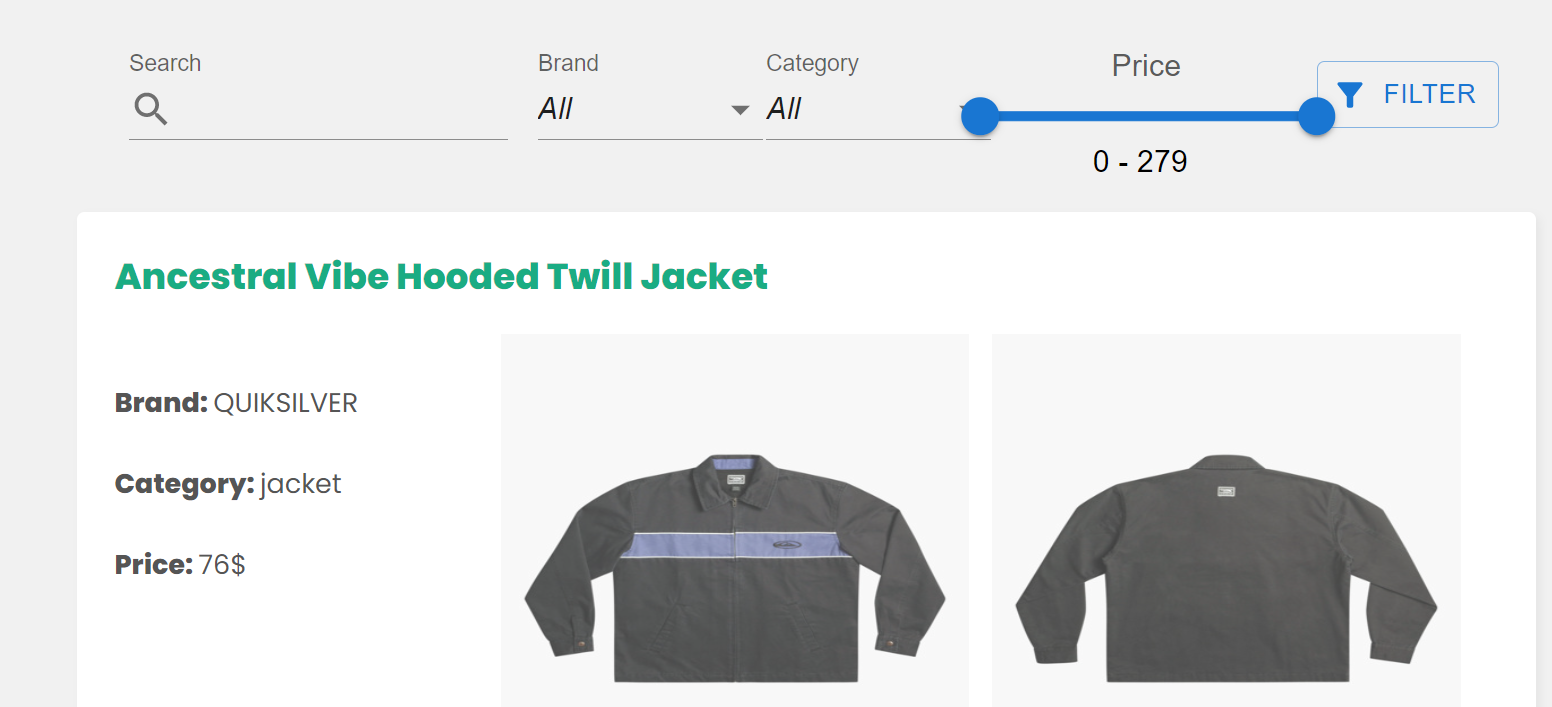 Search
Brand
Category
Price
All
All
FILTER
0 - 279
Ancestral Vibe Hooded Twill Jacket
Brand: QUIKSILVER
Category: jacket
Price: 76$